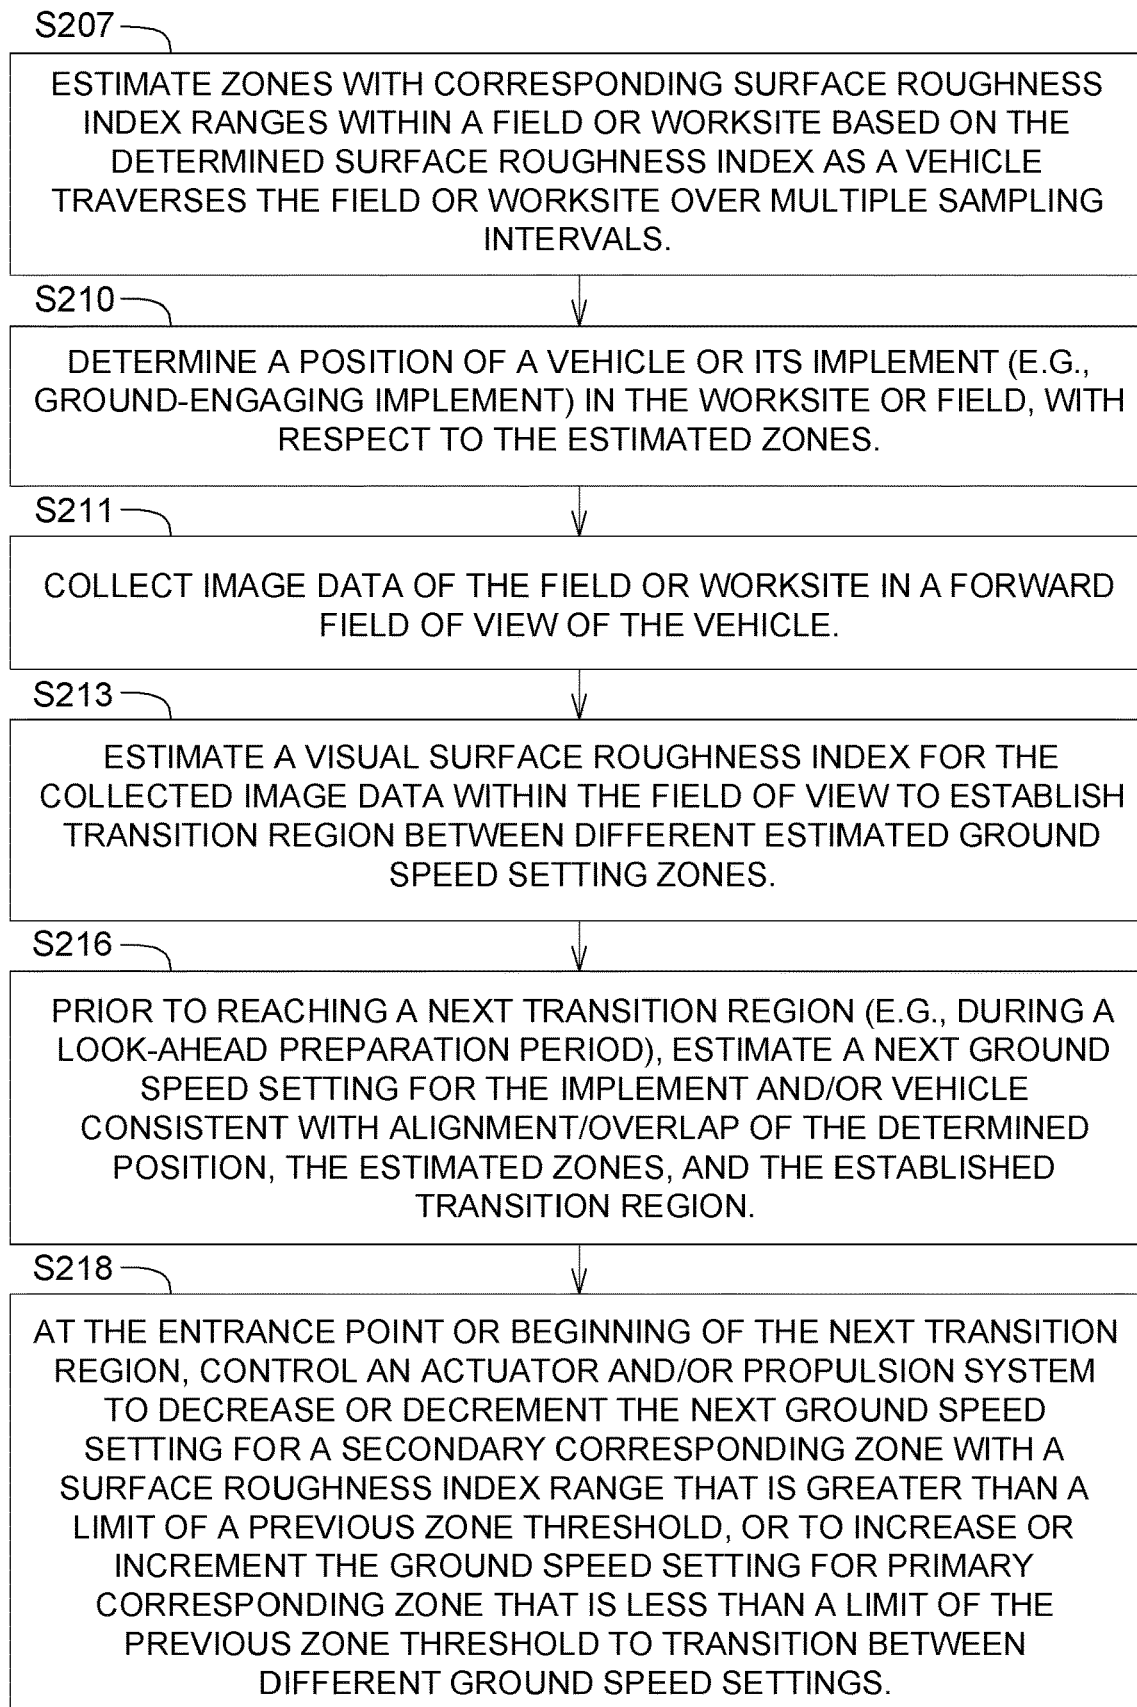 S207
ESTIMATE ZONES WITH CORRESPONDING SURFACE ROUGHNESS
INDEX RANGES WITHIN A FIELD OR WORKSITE BASED ON THE
DETERMINED SURFACE ROUGHNESS INDEX AS A VEHICLE
TRAVERSES THE FIELD OR WORKSITE OVER MULTIPLE SAMPLING
INTERVALS.
S210
DETERMINE A POSITION OF A VEHICLE OR ITS IMPLEMENT (E.G.,
GROUND-ENGAGING IMPLEMENT) IN THE WORKSITE OR FIELD, WITH
RESPECT TO THE ESTIMATED ZONES.
S211
COLLECT IMAGE DATA OF THE FIELD OR WORKSITE IN A FORWARD
FIELD OF VIEW OF THE VEHICLE.
S213
ESTIMATE A VISUAL SURFACE ROUGHNESS INDEX FOR THE
COLLECTED IMAGE DATA WITHIN THE FIELD OF VIEW TO ESTABLISH
TRANSITION REGION BETWEEN DIFFERENT ESTIMATED GROUND
SPEED SETTING ZONES.
S216
PRIOR TO REACHING A NEXT TRANSITION REGION (E.G., DURING A
LOOK-AHEAD PREPARATION PERIOD), ESTIMATE A NEXT GROUND
SPEED SETTING FOR THE IMPLEMENT AND/OR VEHICLE
CONSISTENT WITH ALIGNMENT/OVERLAP OF THE DETERMINED
POSITION, THE ESTIMATED ZONES, AND THE ESTABLISHED
TRANSITION REGION.
S218
AT THE ENTRANCE POINT OR BEGINNING OF THE NEXT TRANSITION
REGION, CONTROL AN ACTUATOR AND/OR PROPULSION SYSTEM
TO DECREASE OR DECREMENT THE NEXT GROUND SPEED
SETTING FOR A SECONDARY CORRESPONDING ZONE WITH A
SURFACE ROUGHNESS INDEX RANGE THAT IS GREATER THAN A
LIMIT OF A PREVIOUS ZONE THRESHOLD, OR TO INCREASE OR
INCREMENT THE GROUND SPEED SETTING FOR PRIMARY
CORRESPONDING ZONE THAT IS LESS THAN A LIMIT OF THE
PREVIOUS ZONE THRESHOLD TO TRANSITION BETWEEN
DIFFERENT GROUND SPEED SETTINGS.